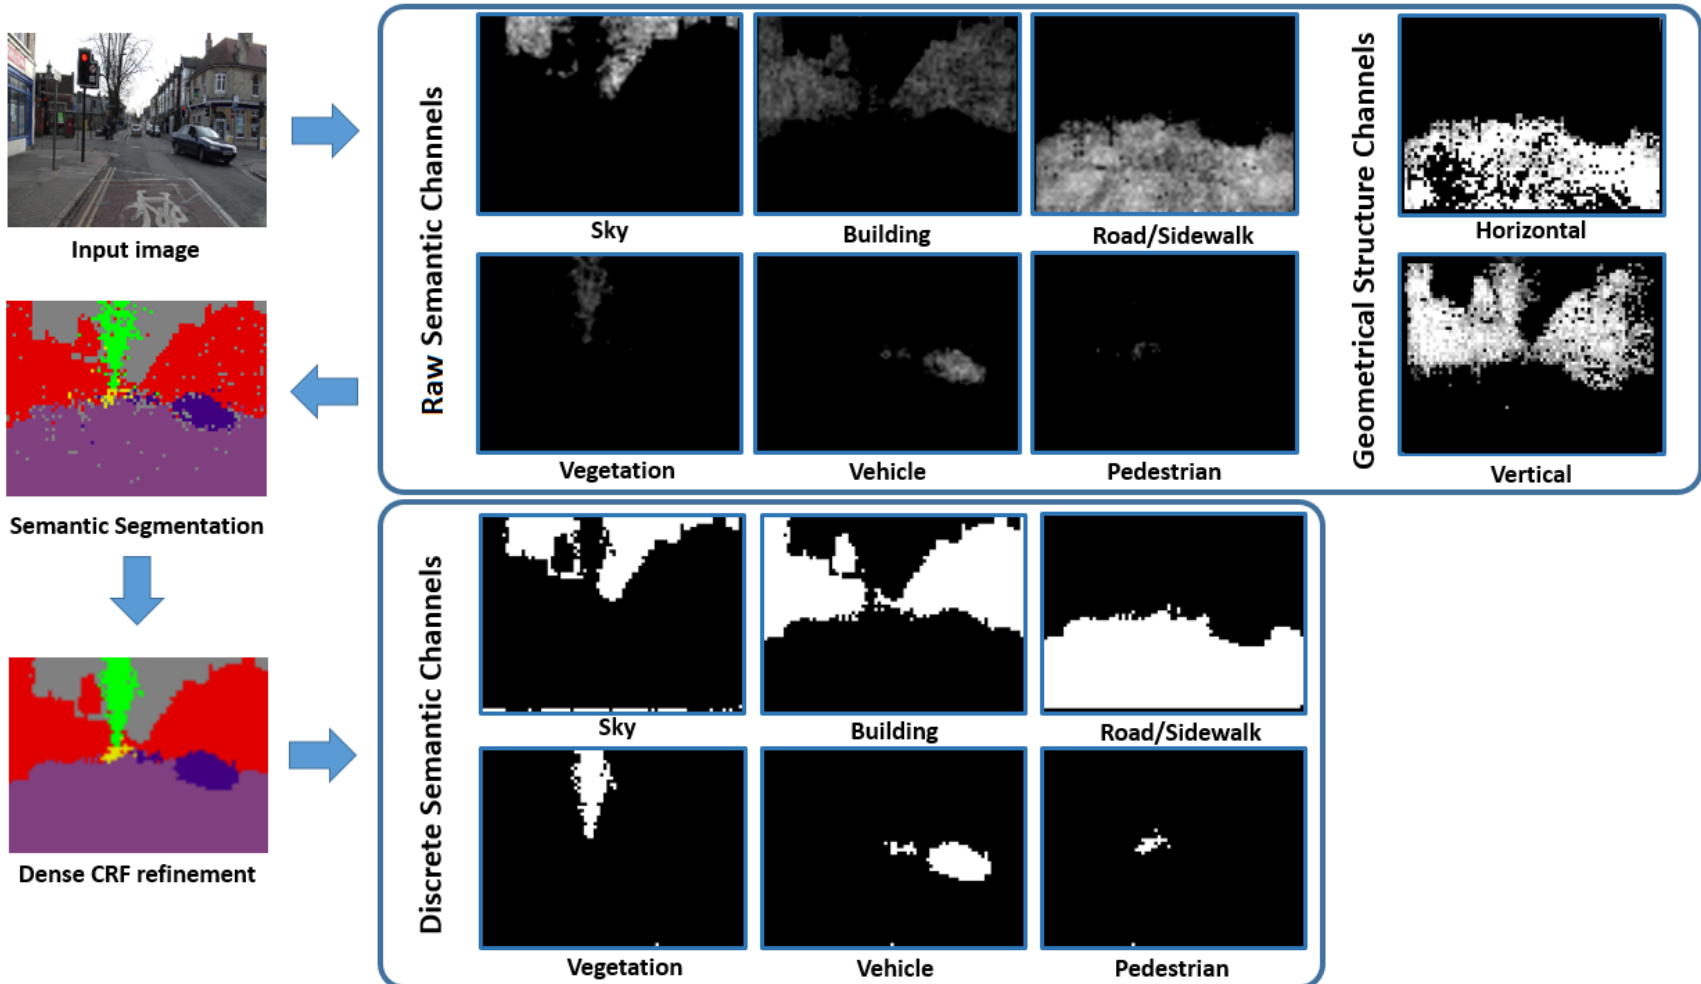 Input image
Raw Semantic Channels
Sky
Building
Road/Sidewalk
Vegetation
Vehicle
Pedestrian
Geometrical Structure Channels
Horizontal
Vertical
Semantic Segmentation
Dense CRF refinement
Discrete Semantic Channels
Sky
Building
Road/Sidewalk
Vegetation
Vehicle
Pedestrian